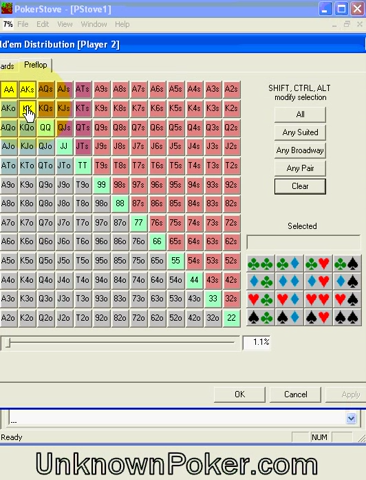 PokerStove - [PStove1]
7% File Edit View Window Help
ld'em Distribution [Player 2]
ards Preflop
AA AKs AQs AJs ATs A9s A8s A7s A6s A5s A4s A3s A2s
AKo KK KQs KJs KTs K9s K8s K7s K6s K5s K4s K3s K2s
AQo KQo QQ QJs QTs Q9s Q8s Q7s Q6s Q5s Q4s Q3s Q2s
AJo KJo QJo JJ JTs J9s J8s J7s J6s J5s J4s J3s J2s
ATo KTo QTo JTo TT T9s T8s T7s T6s T5s T4s T3s T2s
A9o K9o Q9o J9o T9o 99 98s 97s 96s 95s 94s 93s 92s
A8o K8o Q8o J8o T8o 98o 88 87s 86s 85s 84s 83s 82s
A7o K7o Q7o J7o T7o 97o 87o 77 76s 75s 74s 73s 72s
A6o K6o Q6o J6o T6o 96o 86o 76o 66 65s 64s 63s 62s
A5o K5o Q5o J5o T5o 95o 85o 75o 65o 55 54s 53s 52s
A4o K4o Q4o J4o T4o 94o 84o 74o 64o 54o 44 43s 42s
A3o K3o Q3o J3o T3o 93o 83o 73o 63o 53o 43o 33 32s
A2o K2o Q2o J2o T2o 92o 82o 72o 62o 52o 42o 32o 22
SHIFT, CTRL, ALT
modify selection
All
Any Suited
Any Broadway
Any Pair
Clear
Selected
1.1%
OK Cancel Apply
...
Ready NUM
UnknownPoker.com